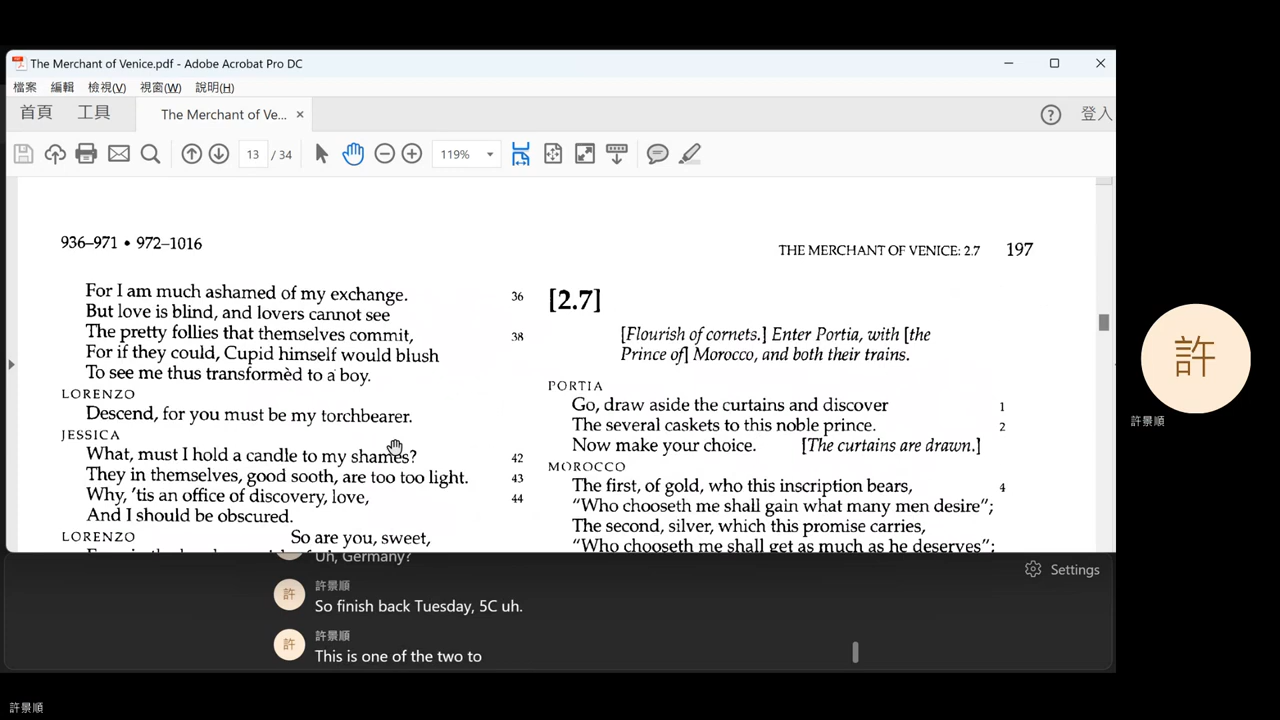 The Merchant of Venice.pdf - Adobe Acrobat Pro DC
檔案 編輯 檢視(V) 視窗(W) 說明(H)
首頁 工具 The Merchant of Ve... × ? 登入
13 / 34 119%
936–971 • 972–1016
THE MERCHANT OF VENICE: 2.7 197
For I am much ashamed of my exchange. 36
But love is blind, and lovers cannot see
The pretty follies that themselves commit, 38
For if they could, Cupid himself would blush
To see me thus transformèd to a boy.
LORENZO
Descend, for you must be my torchbearer.
JESSICA
What, must I hold a candle to my shames? 42
They in themselves, good sooth, are too too light. 43
Why, 'tis an office of discovery, love, 44
And I should be obscured.
LORENZO So are you, sweet,
[2.7]
[Flourish of cornets.] Enter Portia, with [the
Prince of] Morocco, and both their trains.
PORTIA
Go, draw aside the curtains and discover 1
The several caskets to this noble prince. 2
Now make your choice. [The curtains are drawn.]
MOROCCO
The first, of gold, who this inscription bears, 4
"Who chooseth me shall gain what many men desire";
The second, silver, which this promise carries,
"Who chooseth me shall get as much as he deserves";
Uh, Germany?
許景順
許 So finish back Tuesday, 5C uh.
許景順
許 This is one of the two to
Settings
許
許景順
許景順